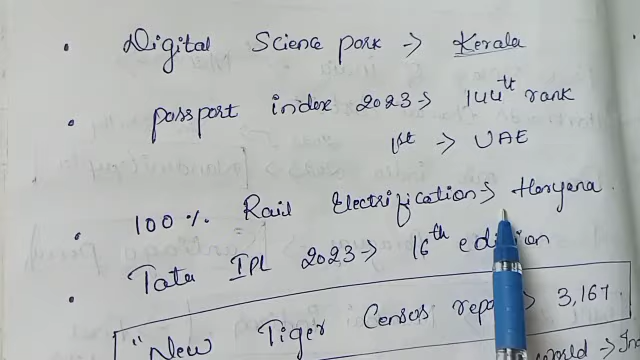 • Digital Science park → Kerala
• passport index 2023 → 144th rank
1st → UAE
• 100% Rail Electrification → Haryana
• Tata IPL 2023 → 16th edition
"New Tiger Census report → 3,167
world →